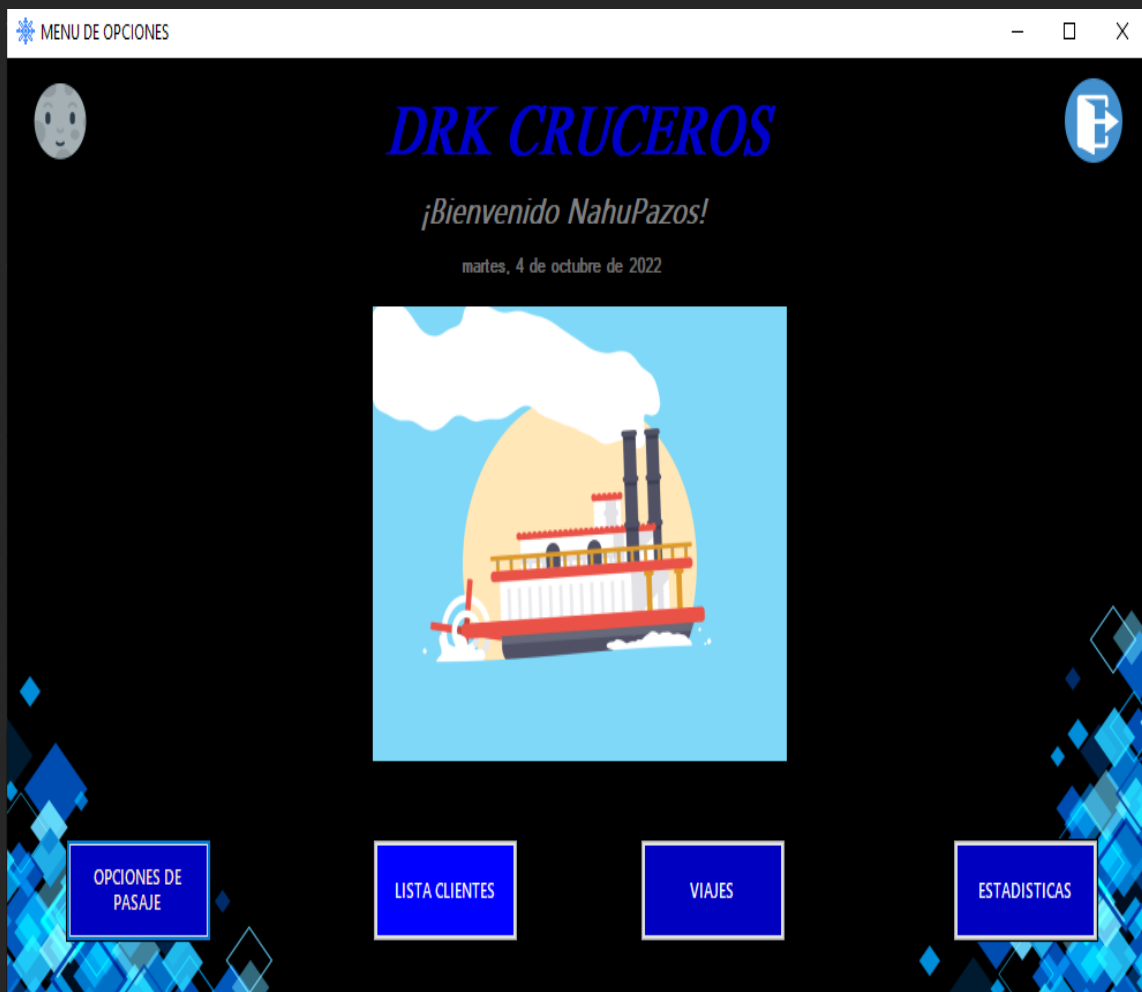 MENU DE OPCIONES
DRK CRUCEROS
¡Bienvenido NahuPazos!
martes, 4 de octubre de 2022
OPCIONES DE
PASAJE
LISTA CLIENTES
VIAJES
ESTADISTICAS